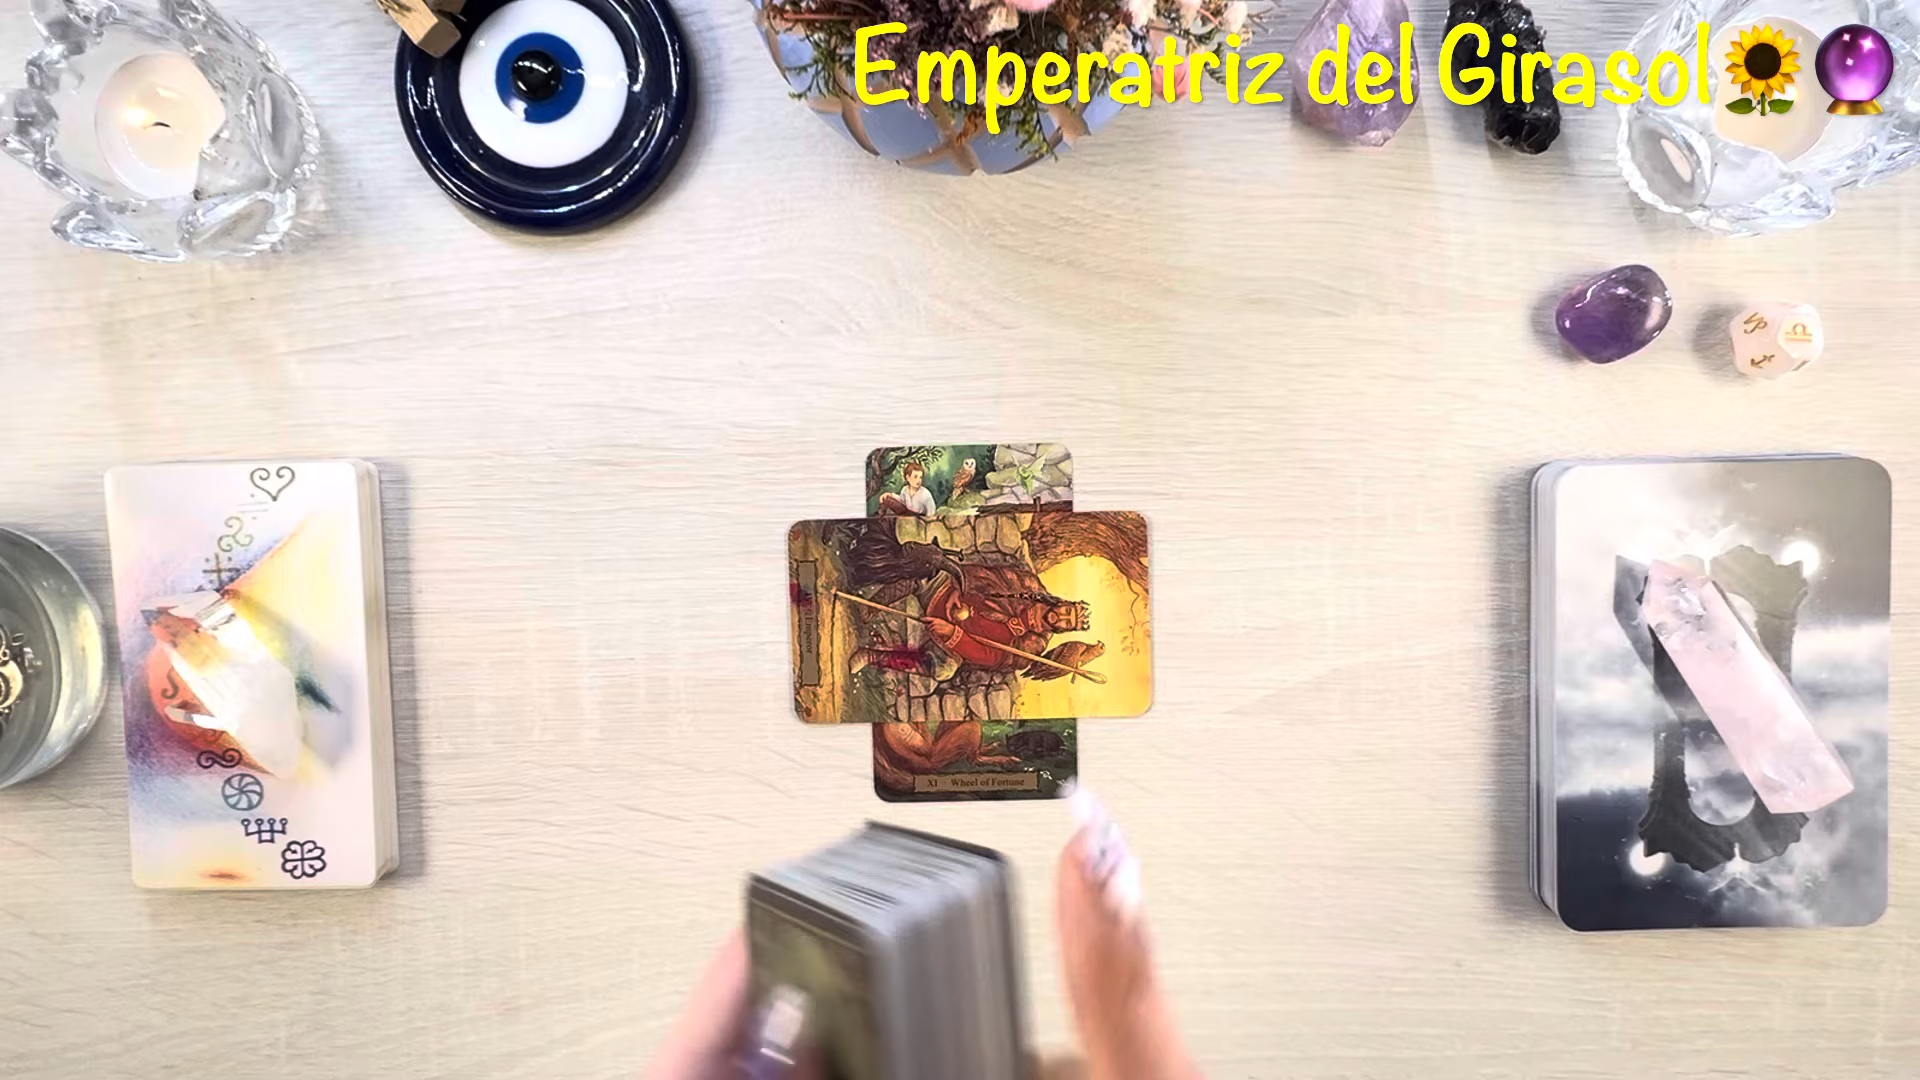 Emperatriz del Girasol🌻🔮
Emperor
XI Wheel of Fortune